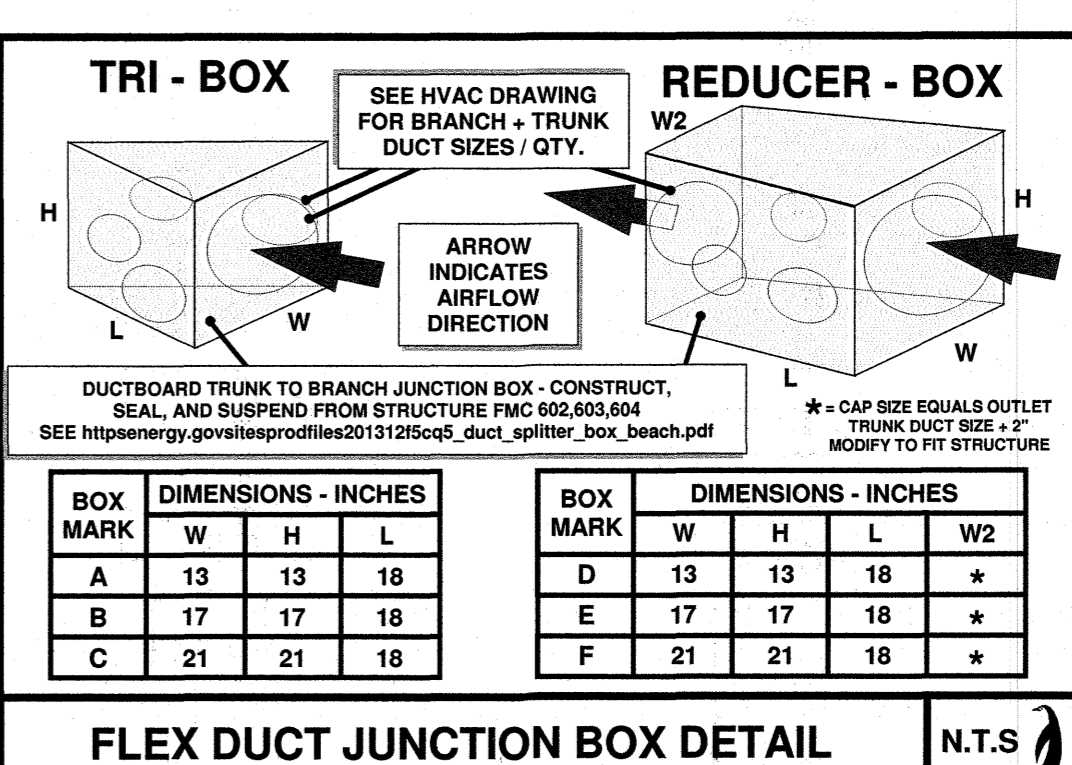 TRI - BOX
SEE HVAC DRAWING
FOR BRANCH + TRUNK
DUCT SIZES / QTY.
REDUCER - BOX
W2
H
H
ARROW
INDICATES
AIRFLOW
DIRECTION
L
W
W
L
DUCTBOARD TRUNK TO BRANCH JUNCTION BOX - CONSTRUCT,
SEAL, AND SUSPEND FROM STRUCTURE FMC 602,603,604
SEE httpsenergy.govsitesprodfiles201312f5cq5_duct_splitter_box_beach.pdf
★ = CAP SIZE EQUALS OUTLET
TRUNK DUCT SIZE + 2"
MODIFY TO FIT STRUCTURE
BOX MARK DIMENSIONS - INCHES
W H L
A 13 13 18
B 17 17 18
C 21 21 18
BOX MARK DIMENSIONS - INCHES
W H L W2
D 13 13 18 ★
E 17 17 18 ★
F 21 21 18 ★
FLEX DUCT JUNCTION BOX DETAIL
N.T.S